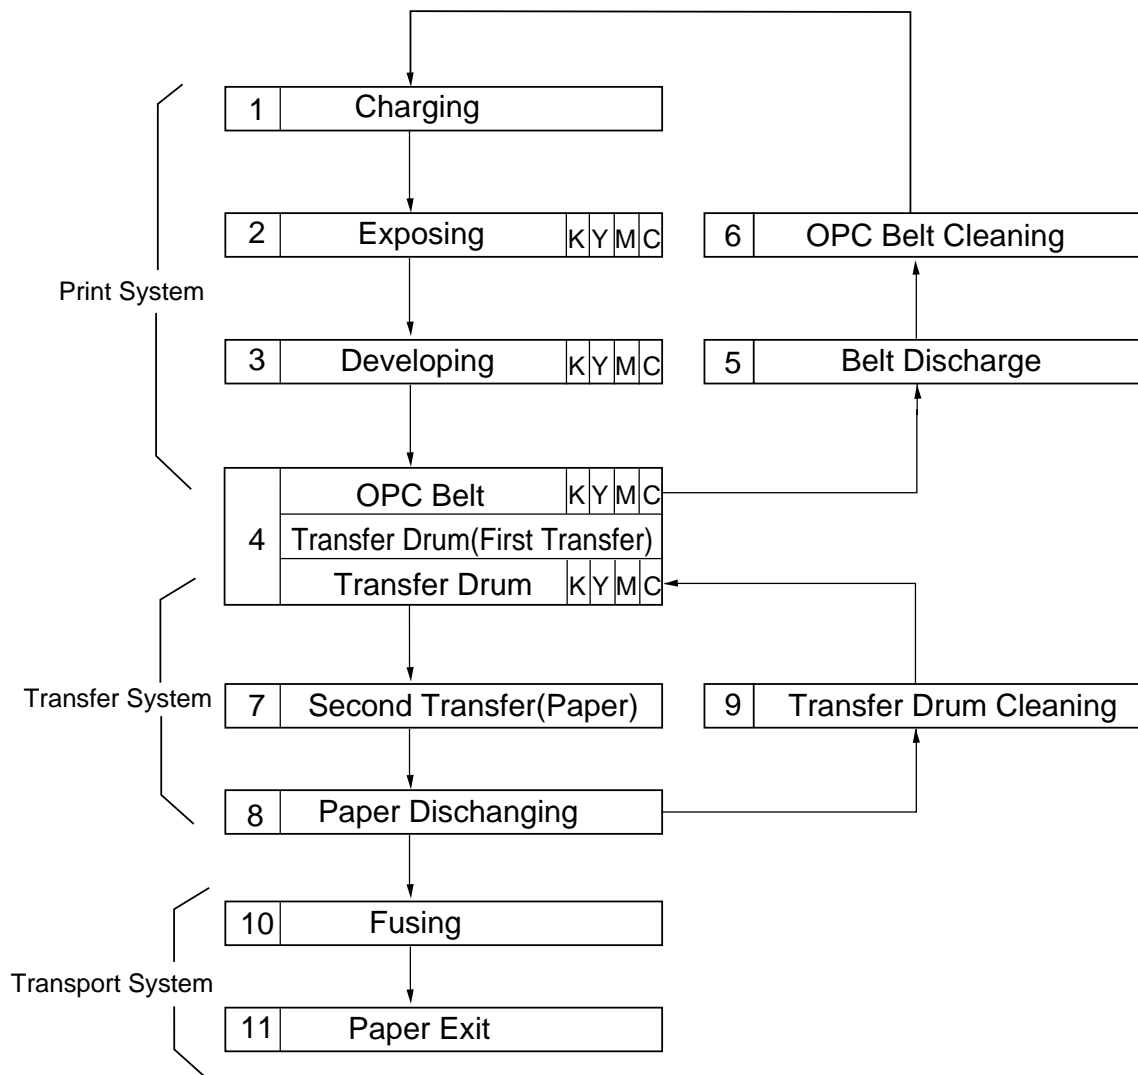 1 Charging
2 Exposing K Y M C
6 OPC Belt Cleaning
Print System
3 Developing K Y M C
5 Belt Discharge
4
OPC Belt K Y M C
Transfer Drum(First Transfer)
Transfer Drum K Y M C
Transfer System
7 Second Transfer(Paper)
9 Transfer Drum Cleaning
8 Paper Dischanging
10 Fusing
Transport System
11 Paper Exit